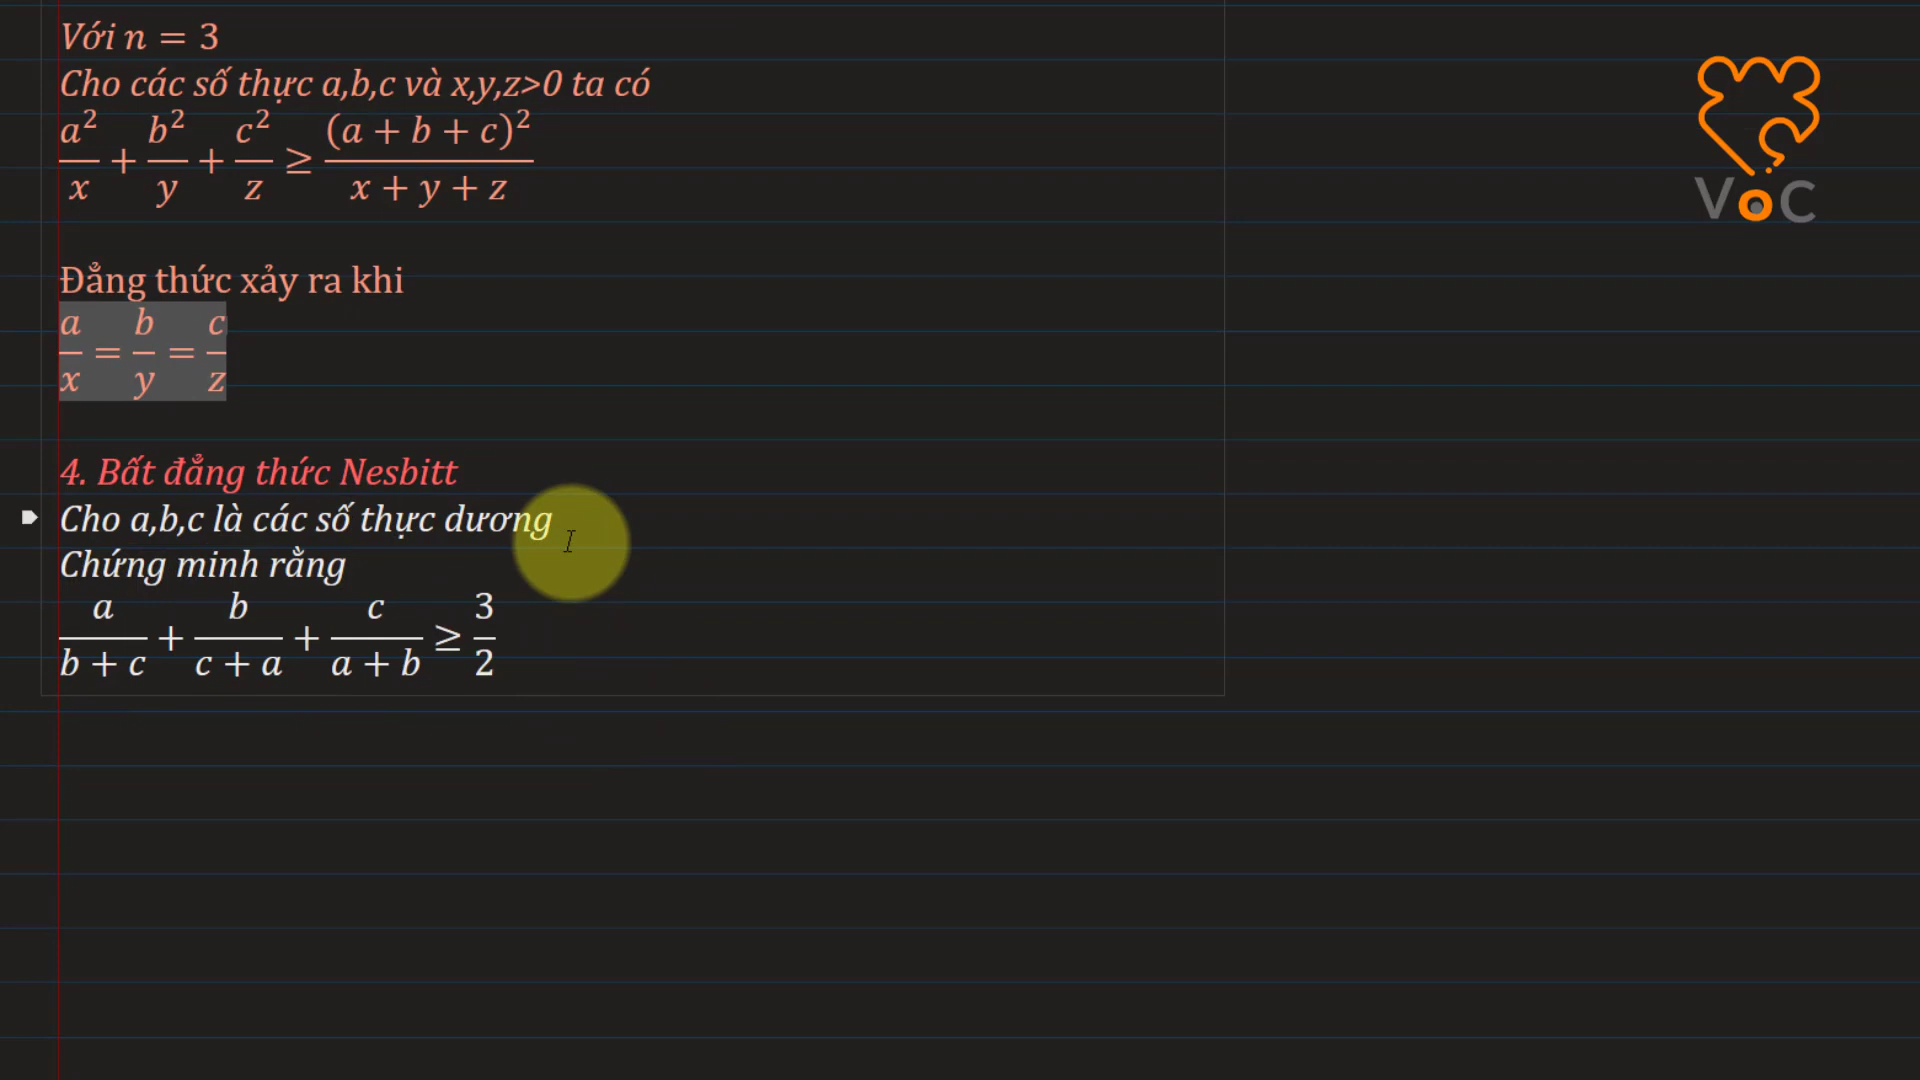 Với n = 3
Cho các số thực a,b,c và x,y,z>0 ta có
a²/x + b²/y + c²/z ≥ (a + b + c)²/(x + y + z)
Đẳng thức xảy ra khi
a/x = b/y = c/z
4. Bất đẳng thức Nesbitt
Cho a,b,c là các số thực dương
Chứng minh rằng
a/(b + c) + b/(c + a) + c/(a + b) ≥ 3/2
VOC